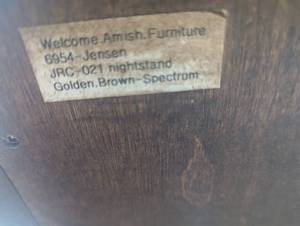 Welcome.Amish.Furniture
6954-Jensen
JRC-021 nightstand
Golden.Brown-Spectrum